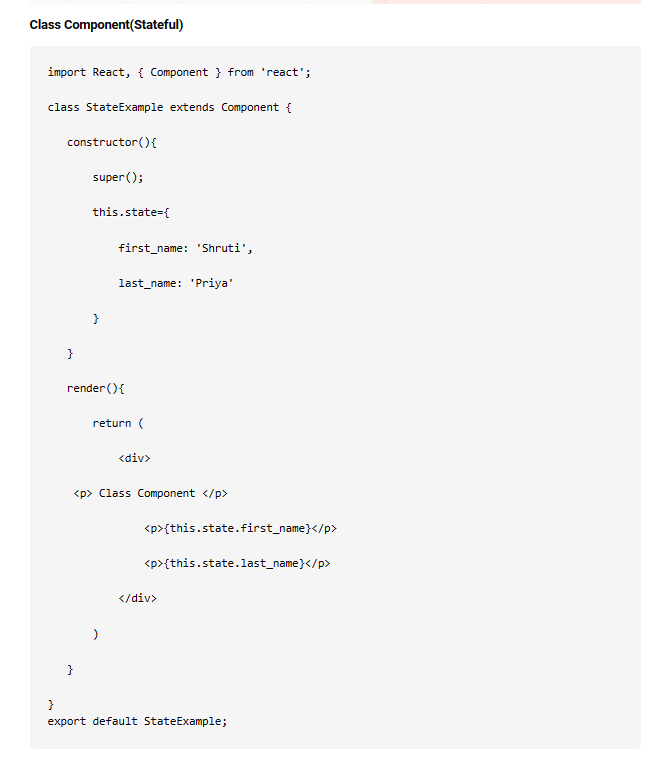 Class Component(Stateful)
import React, { Component } from 'react';
class StateExample extends Component {
constructor(){
super();
this.state={
first_name: 'Shruti',
last_name: 'Priya'
}
}
render(){
return (
<div>
<p> Class Component </p>
<p>{this.state.first_name}</p>
<p>{this.state.last_name}</p>
</div>
)
}
}
export default StateExample;